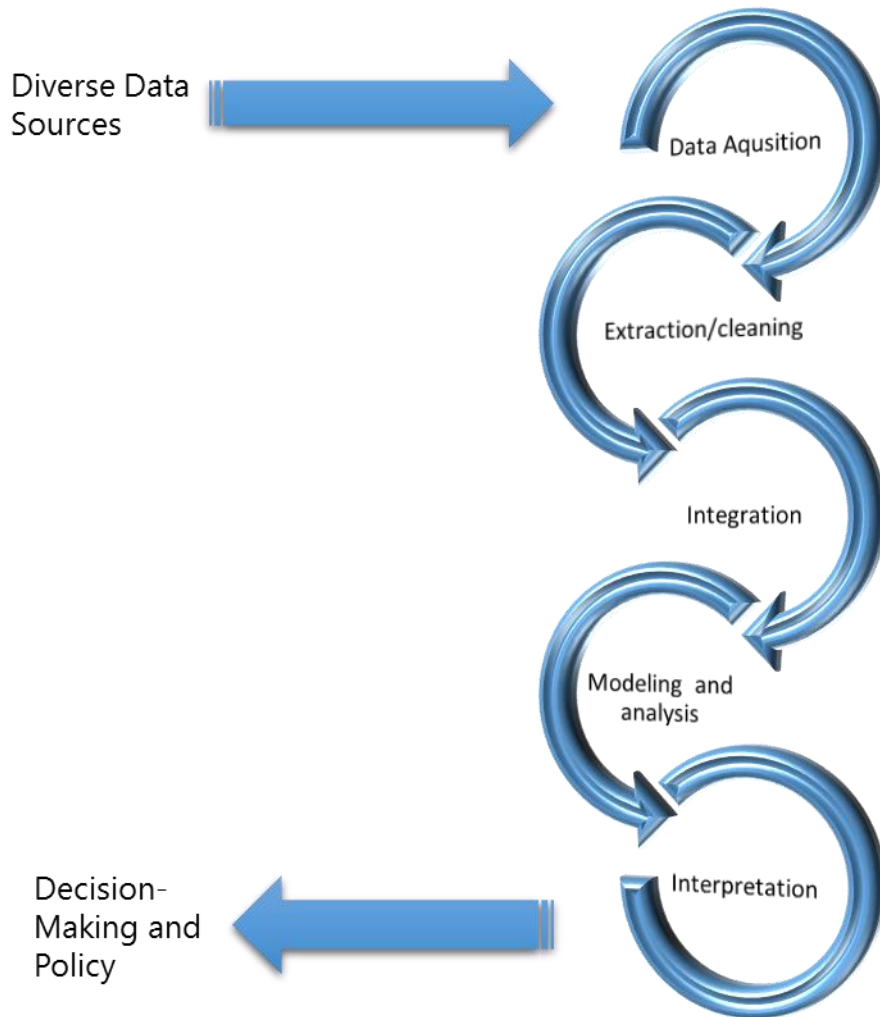 Diverse Data
Sources
Data Aqusition
Extraction/cleaning
Integration
Modeling and
analysis
Interpretation
Decision-
Making and
Policy